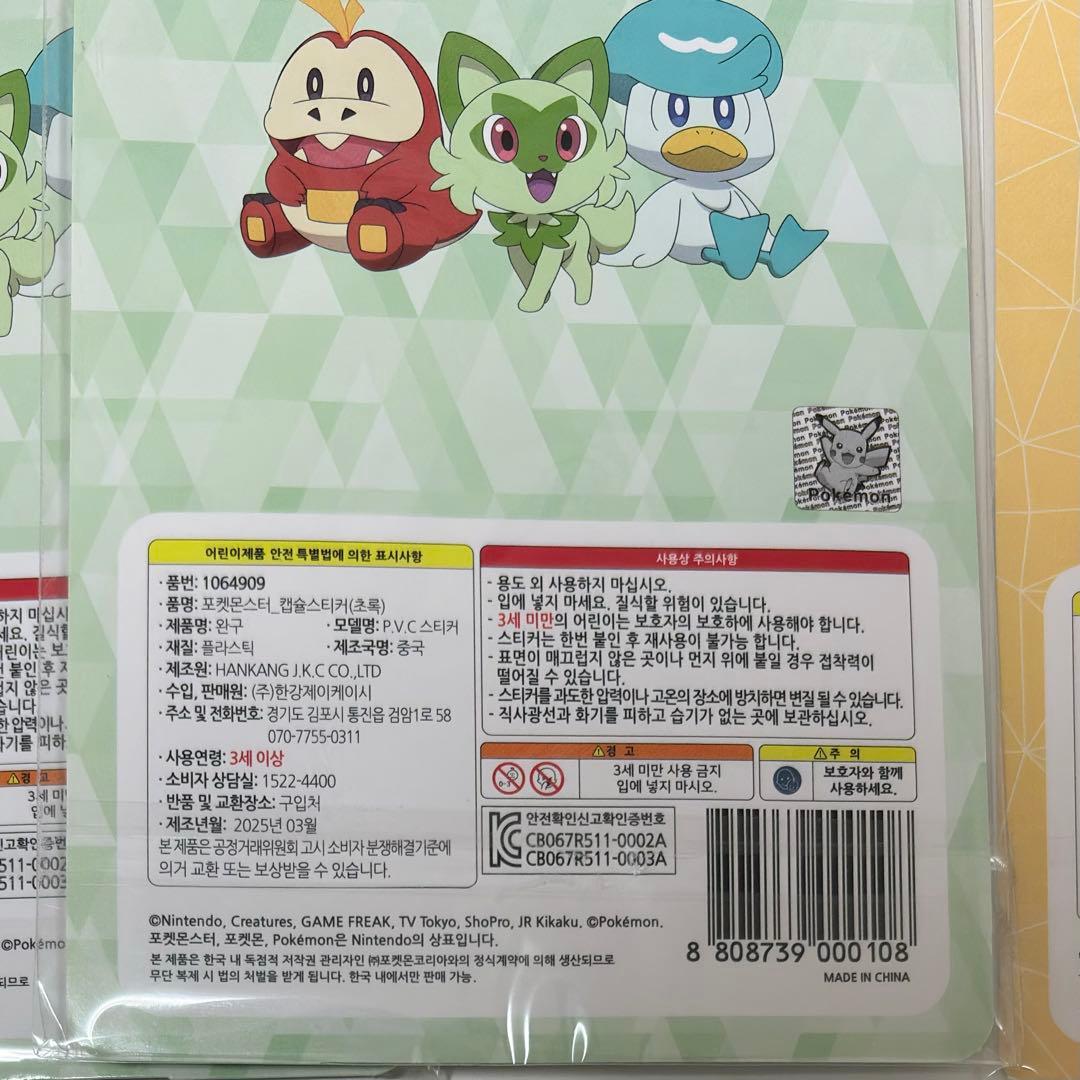 Pokémon
어린이제품 안전 특별법에 의한 표시사항
· 품번: 1064909
· 품명: 포켓몬스터_캡슐스티커(초록)
· 제품명: 완구 · 모델명: P.V.C 스티커
· 재질: 플라스틱 · 제조국명: 중국
· 제조원: HANKANG J.K.C CO.,LTD
· 수입, 판매원: (주)한강제이케이시
· 주소 및 전화번호: 경기도 김포시 통진읍 검암1로 58
070-7755-0311
· 사용연령: 3세 이상
· 소비자 상담실: 1522-4400
· 반품 및 교환장소: 구입처
· 제조년월: 2025년 03월
본 제품은 공정거래위원회 고시 소비자 분쟁해결기준에
의거 교환 또는 보상받을 수 있습니다.
사용상 주의사항
- 용도 외 사용하지 마십시오.
- 입에 넣지 마세요. 질식할 위험이 있습니다.
- 3세 미만의 어린이는 보호자의 보호하에 사용해야 합니다.
- 스티커는 한번 붙인 후 재사용이 불가능 합니다.
- 표면이 매끄럽지 않은 곳이나 먼지 위에 붙일 경우 접착력이
떨어질 수 있습니다.
- 스티커를 과도한 압력이나 고온의 장소에 방치하면 변질 될 수 있습니다.
- 직사광선과 화기를 피하고 습기가 없는 곳에 보관하십시오.
경 고
0-3
3세 미만 사용 금지
입에 넣지 마시오.
주 의
보호자와 함께
사용하세요.
KC
안전확인신고확인증번호
CB067R511-0002A
CB067R511-0003A
8 808739 000108
MADE IN CHINA
©Nintendo, Creatures, GAME FREAK, TV Tokyo, ShoPro, JR Kikaku. ©Pokémon.
포켓몬스터, 포켓몬, Pokémon은 Nintendo의 상표입니다.
본 제품은 한국 내 독점적 저작권 관리자인 ㈜포켓몬코리아와의 정식계약에 의해 생산되므로
무단 복제 시 법의 처벌을 받게 됩니다. 한국 내에서만 판매 가능.